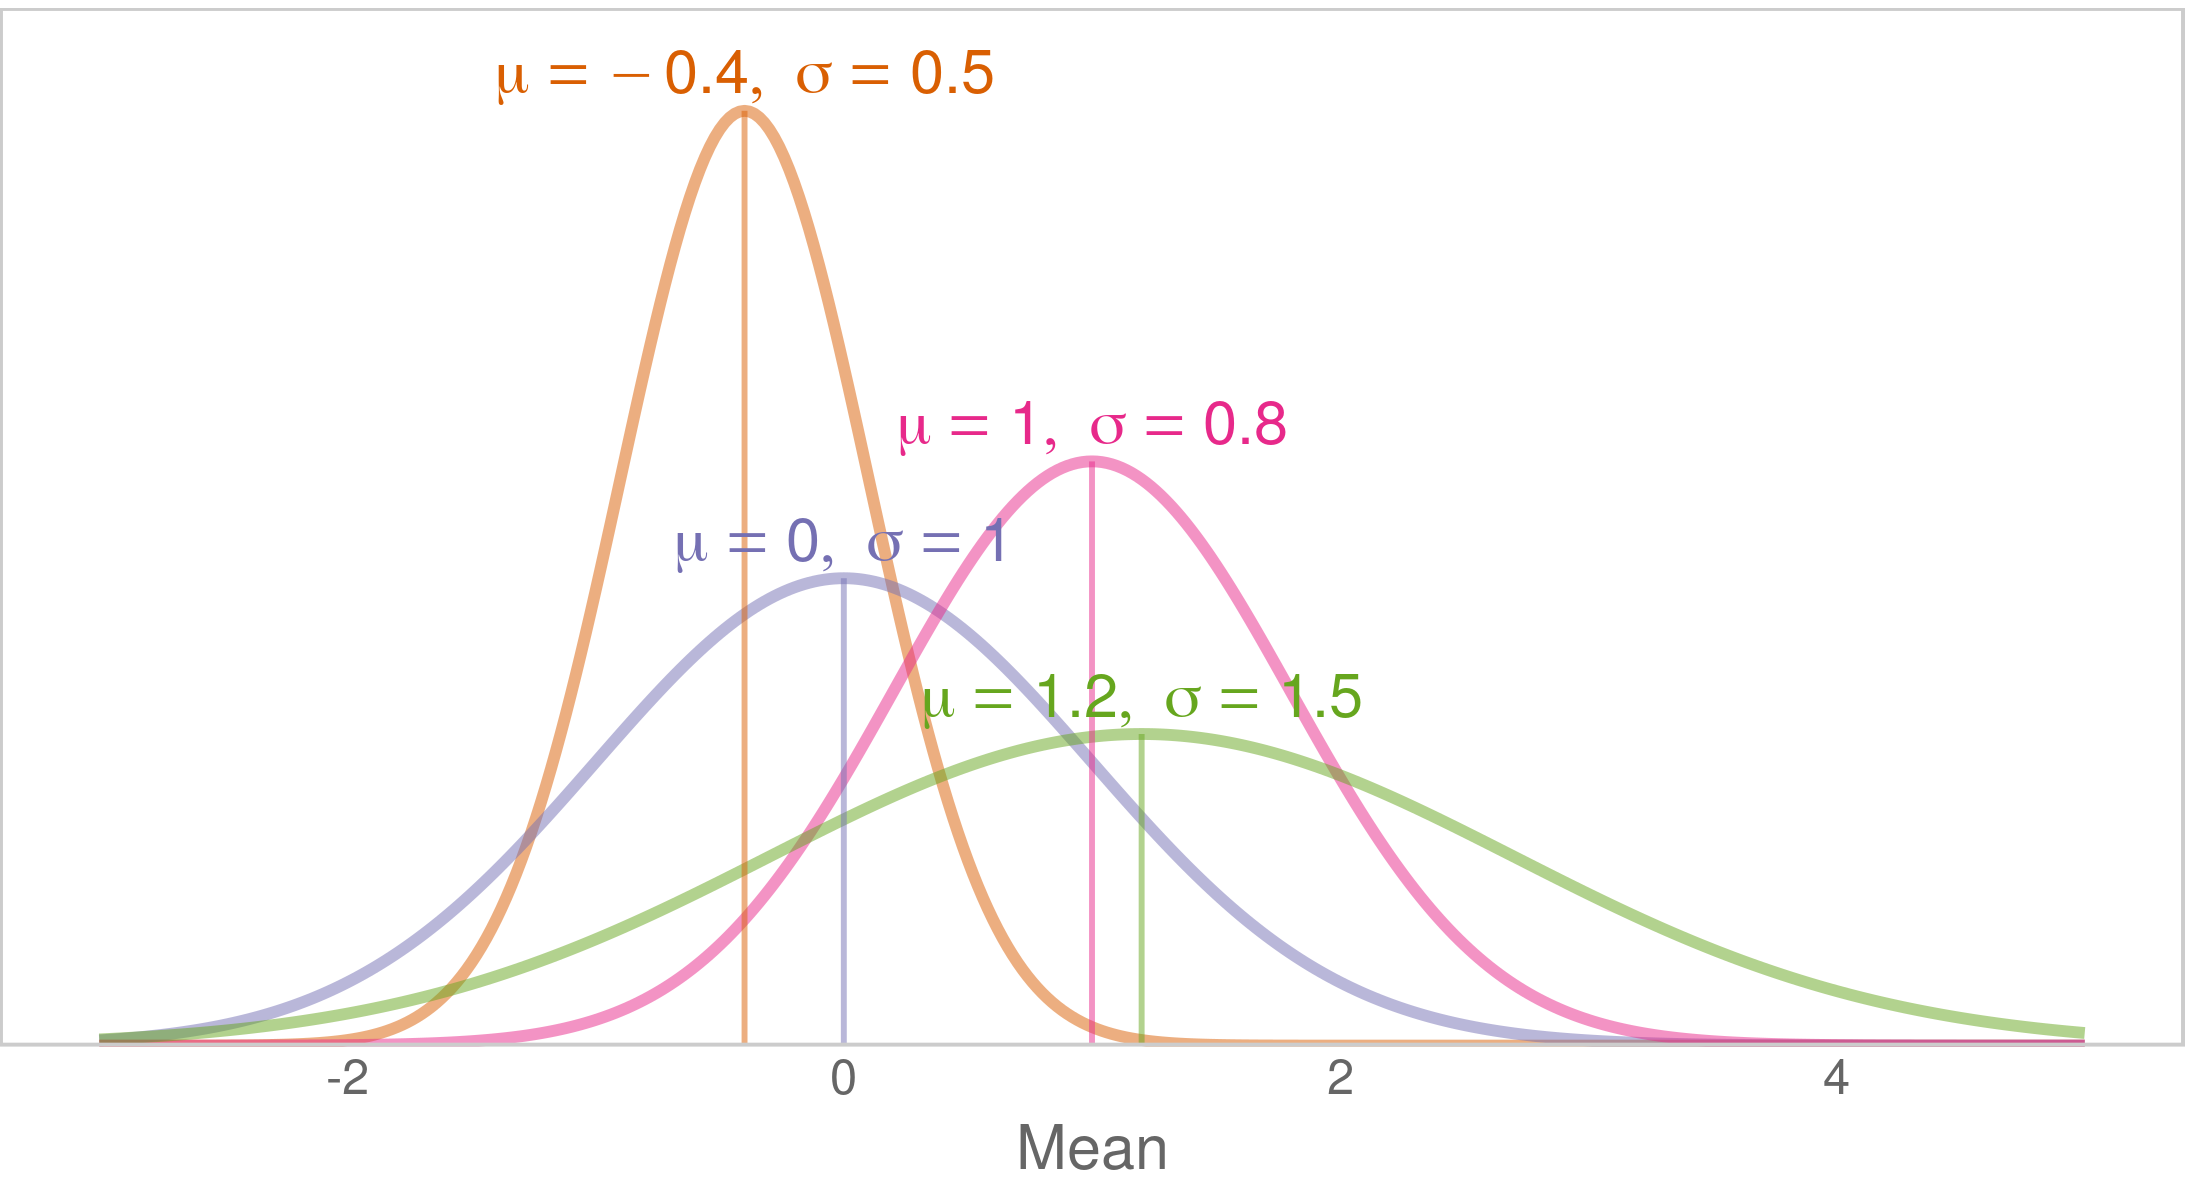 μ = − 0.4, σ = 0.5
μ = 1, σ = 0.8
μ = 0, σ = 1
μ = 1.2, σ = 1.5
-2 0 2 4
Mean